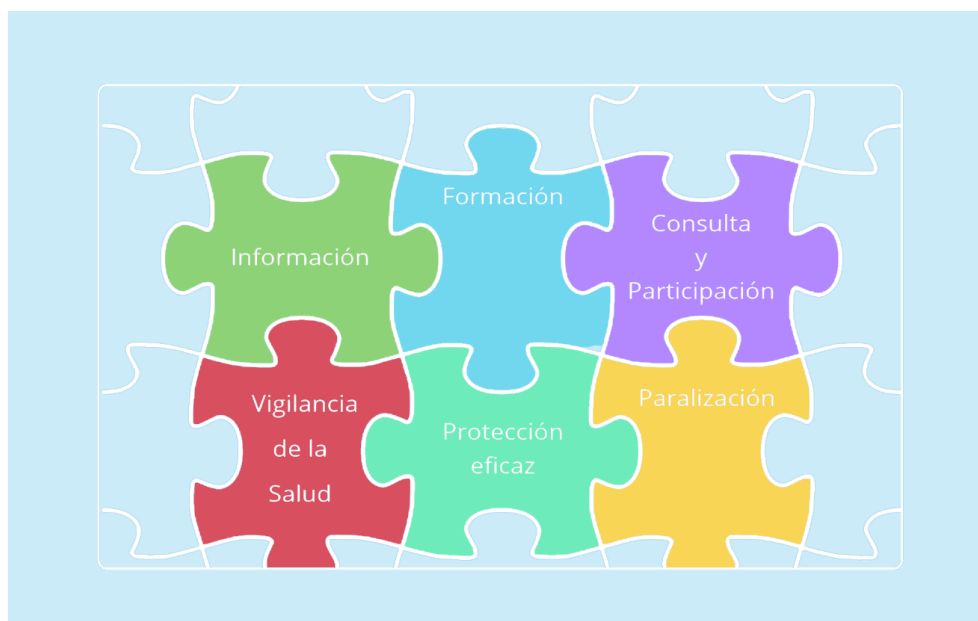 Información
Formación
Consulta
y
Participación
Vigilancia
de la
Salud
Protección
eficaz
Paralización